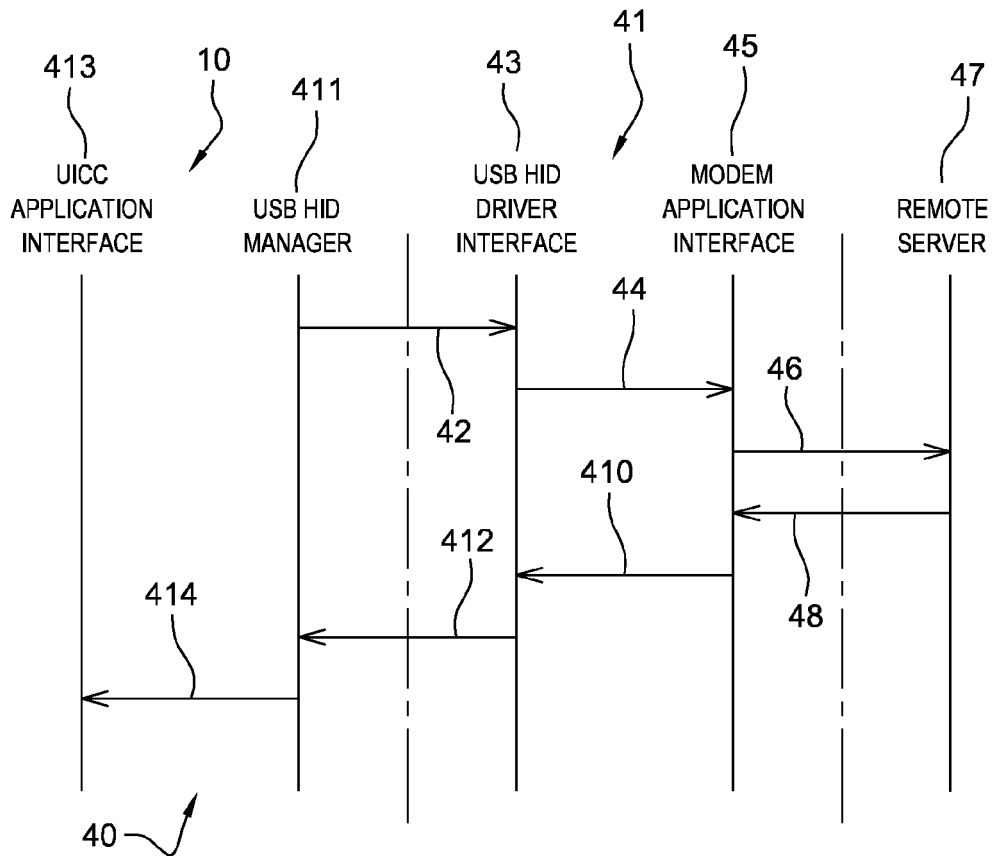 413
10
411
43
41
45
47
UICC
APPLICATION
INTERFACE
USB HID
MANAGER
USB HID
DRIVER
INTERFACE
MODEM
APPLICATION
INTERFACE
REMOTE
SERVER
44
42
46
410
412
48
414
40